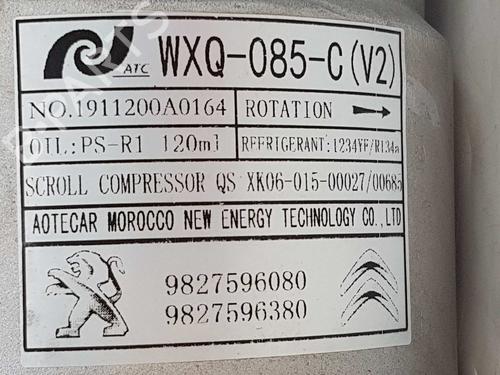 ATC WXQ-085-C(V2)
NO.1911200A0164 ROTATION
OIL:PS-R1 120ml REFRIGERANT:1234YF/R134a
SCROLL COMPRESSOR QS XK06-015-00027/00685
AOTECAR MOROCCO NEW ENERGY TECHNOLOGY CO.,LTD
9827596080
9827596380